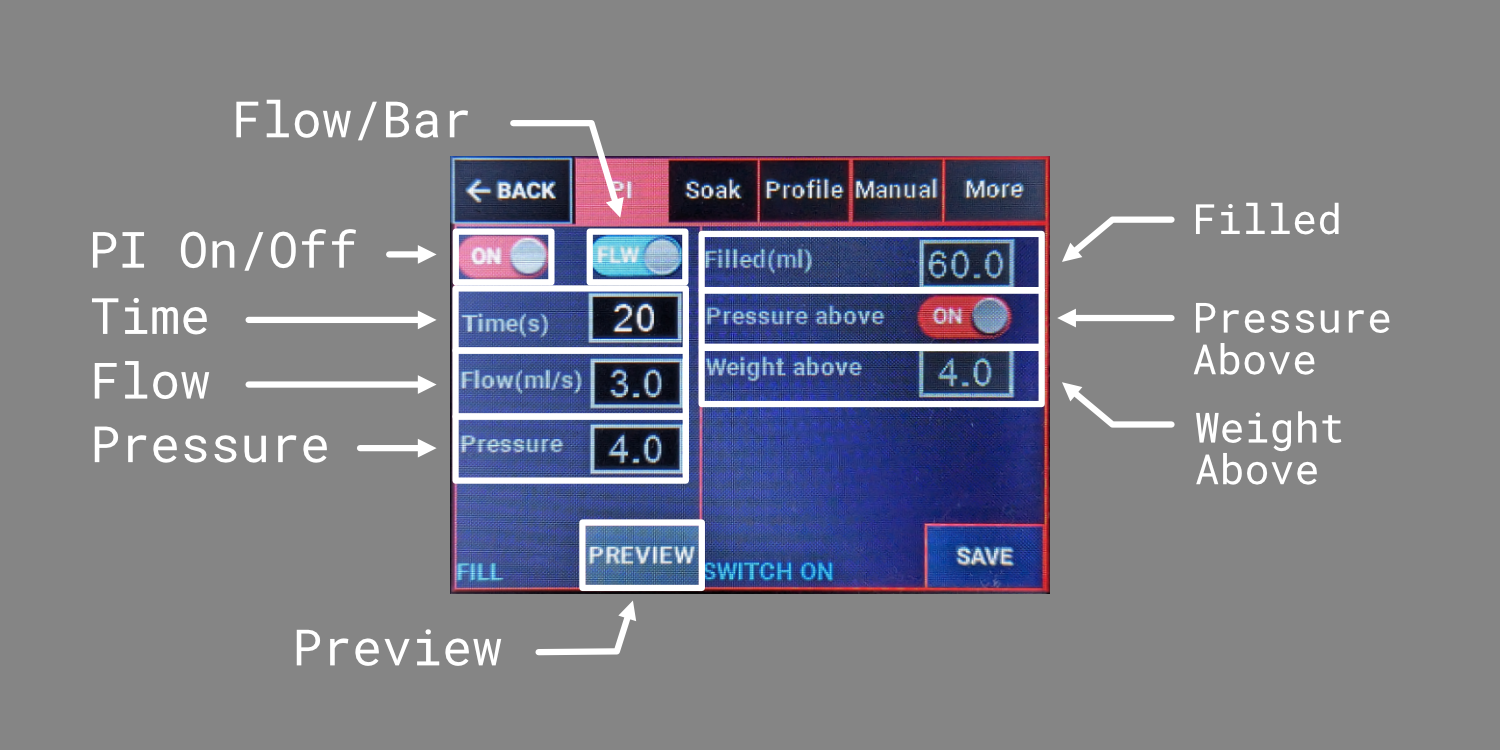 Flow/Bar
← BACK
PI
Soak
Profile
Manual
More
PI On/Off
ON
FLW
Filled(ml)
60.0
Filled
Time
Time(s)
20
Pressure above
ON
Pressure
Above
Flow
Flow(ml/s)
3.0
Weight above
4.0
Weight
Above
Pressure
Pressure
4.0
PREVIEW
SAVE
FILL
SWITCH ON
Preview